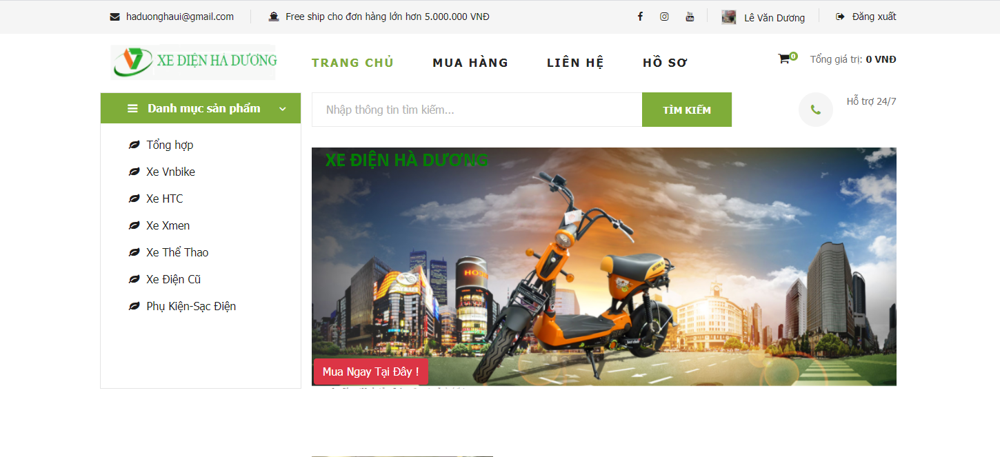 haduonghaui@gmail.com
Free ship cho đơn hàng lớn hơn 5.000.000 VNĐ
Lê Văn Dương
Đăng xuất
XE ĐIỆN HÀ DƯƠNG
TRANG CHỦ
MUA HÀNG
LIÊN HỆ
HỒ SƠ
0
Tổng giá trị: 0 VNĐ
Danh mục sản phẩm
Nhập thông tin tìm kiếm...
TÌM KIẾM
Hỗ trợ 24/7
Tổng hợp
Xe Vnbike
Xe HTC
Xe Xmen
Xe Thể Thao
Xe Điện Cũ
Phụ Kiện-Sạc Điện
XE ĐIỆN HÀ DƯƠNG
Mua Ngay Tại Đây !